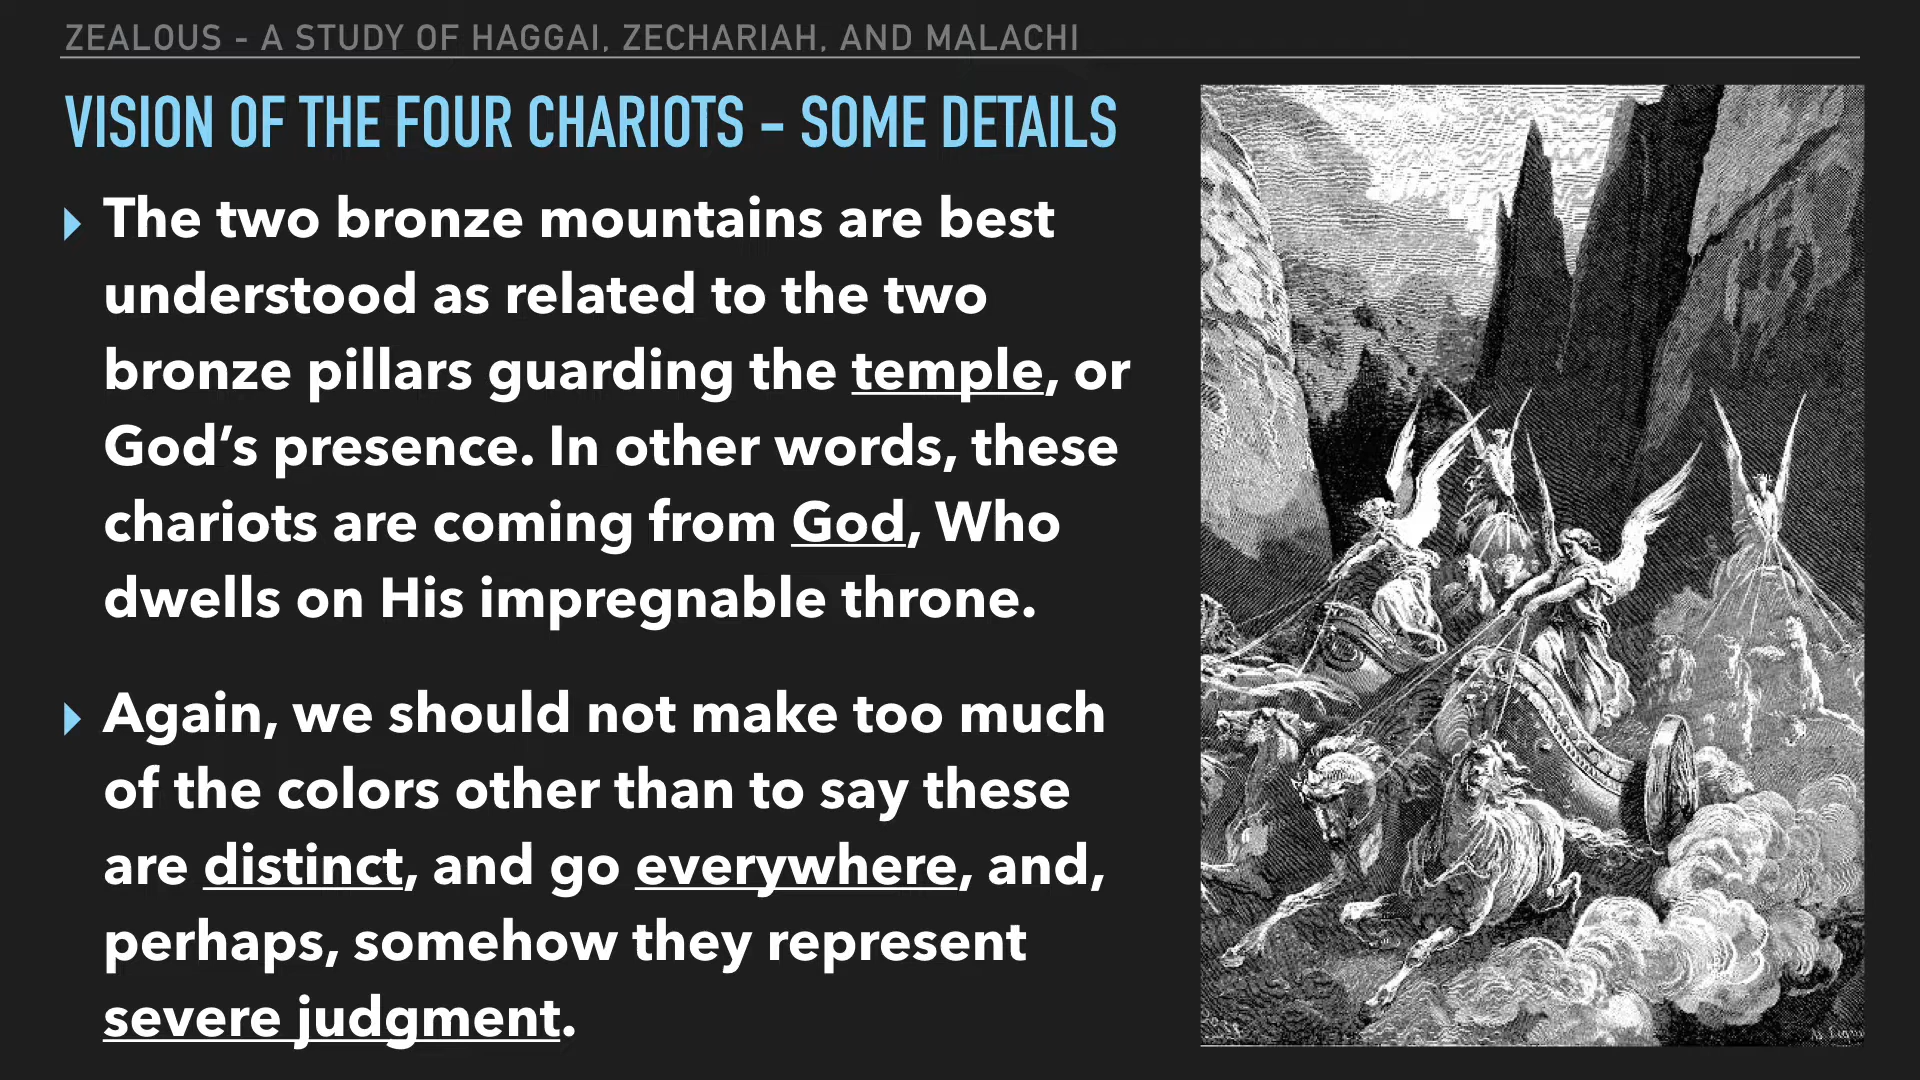 ZEALOUS - A STUDY OF HAGGAI, ZECHARIAH, AND MALACHI
VISION OF THE FOUR CHARIOTS - SOME DETAILS
The two bronze mountains are best
understood as related to the two
bronze pillars guarding the temple, or
God’s presence. In other words, these
chariots are coming from God, Who
dwells on His impregnable throne.
Again, we should not make too much
of the colors other than to say these
are distinct, and go everywhere, and,
perhaps, somehow they represent
severe judgment.